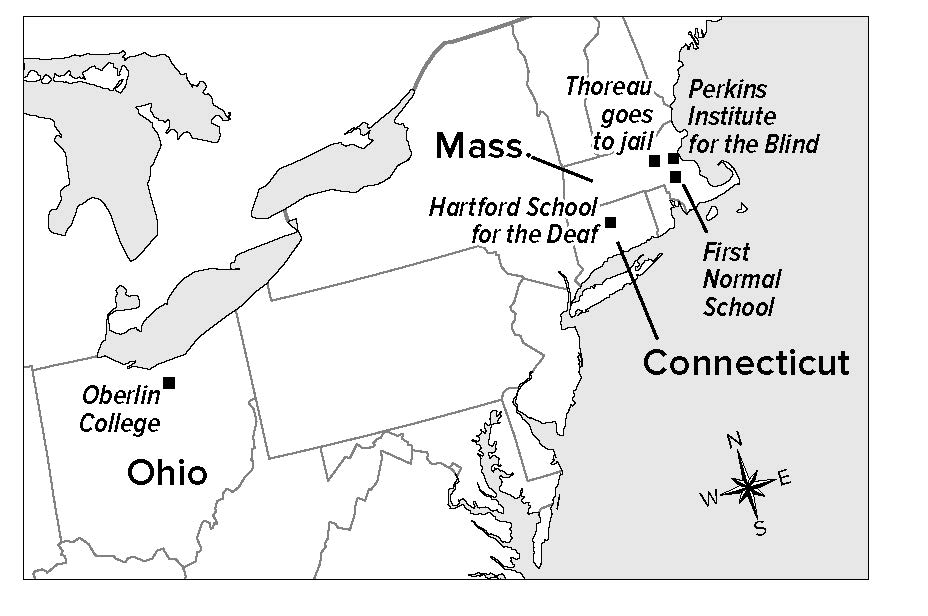 Thoreau
goes
to jail
Perkins
Institute
for the Blind
Mass.
Hartford School
for the Deaf
First
Normal
School
Connecticut
Oberlin
College
Ohio
N
W
E
S